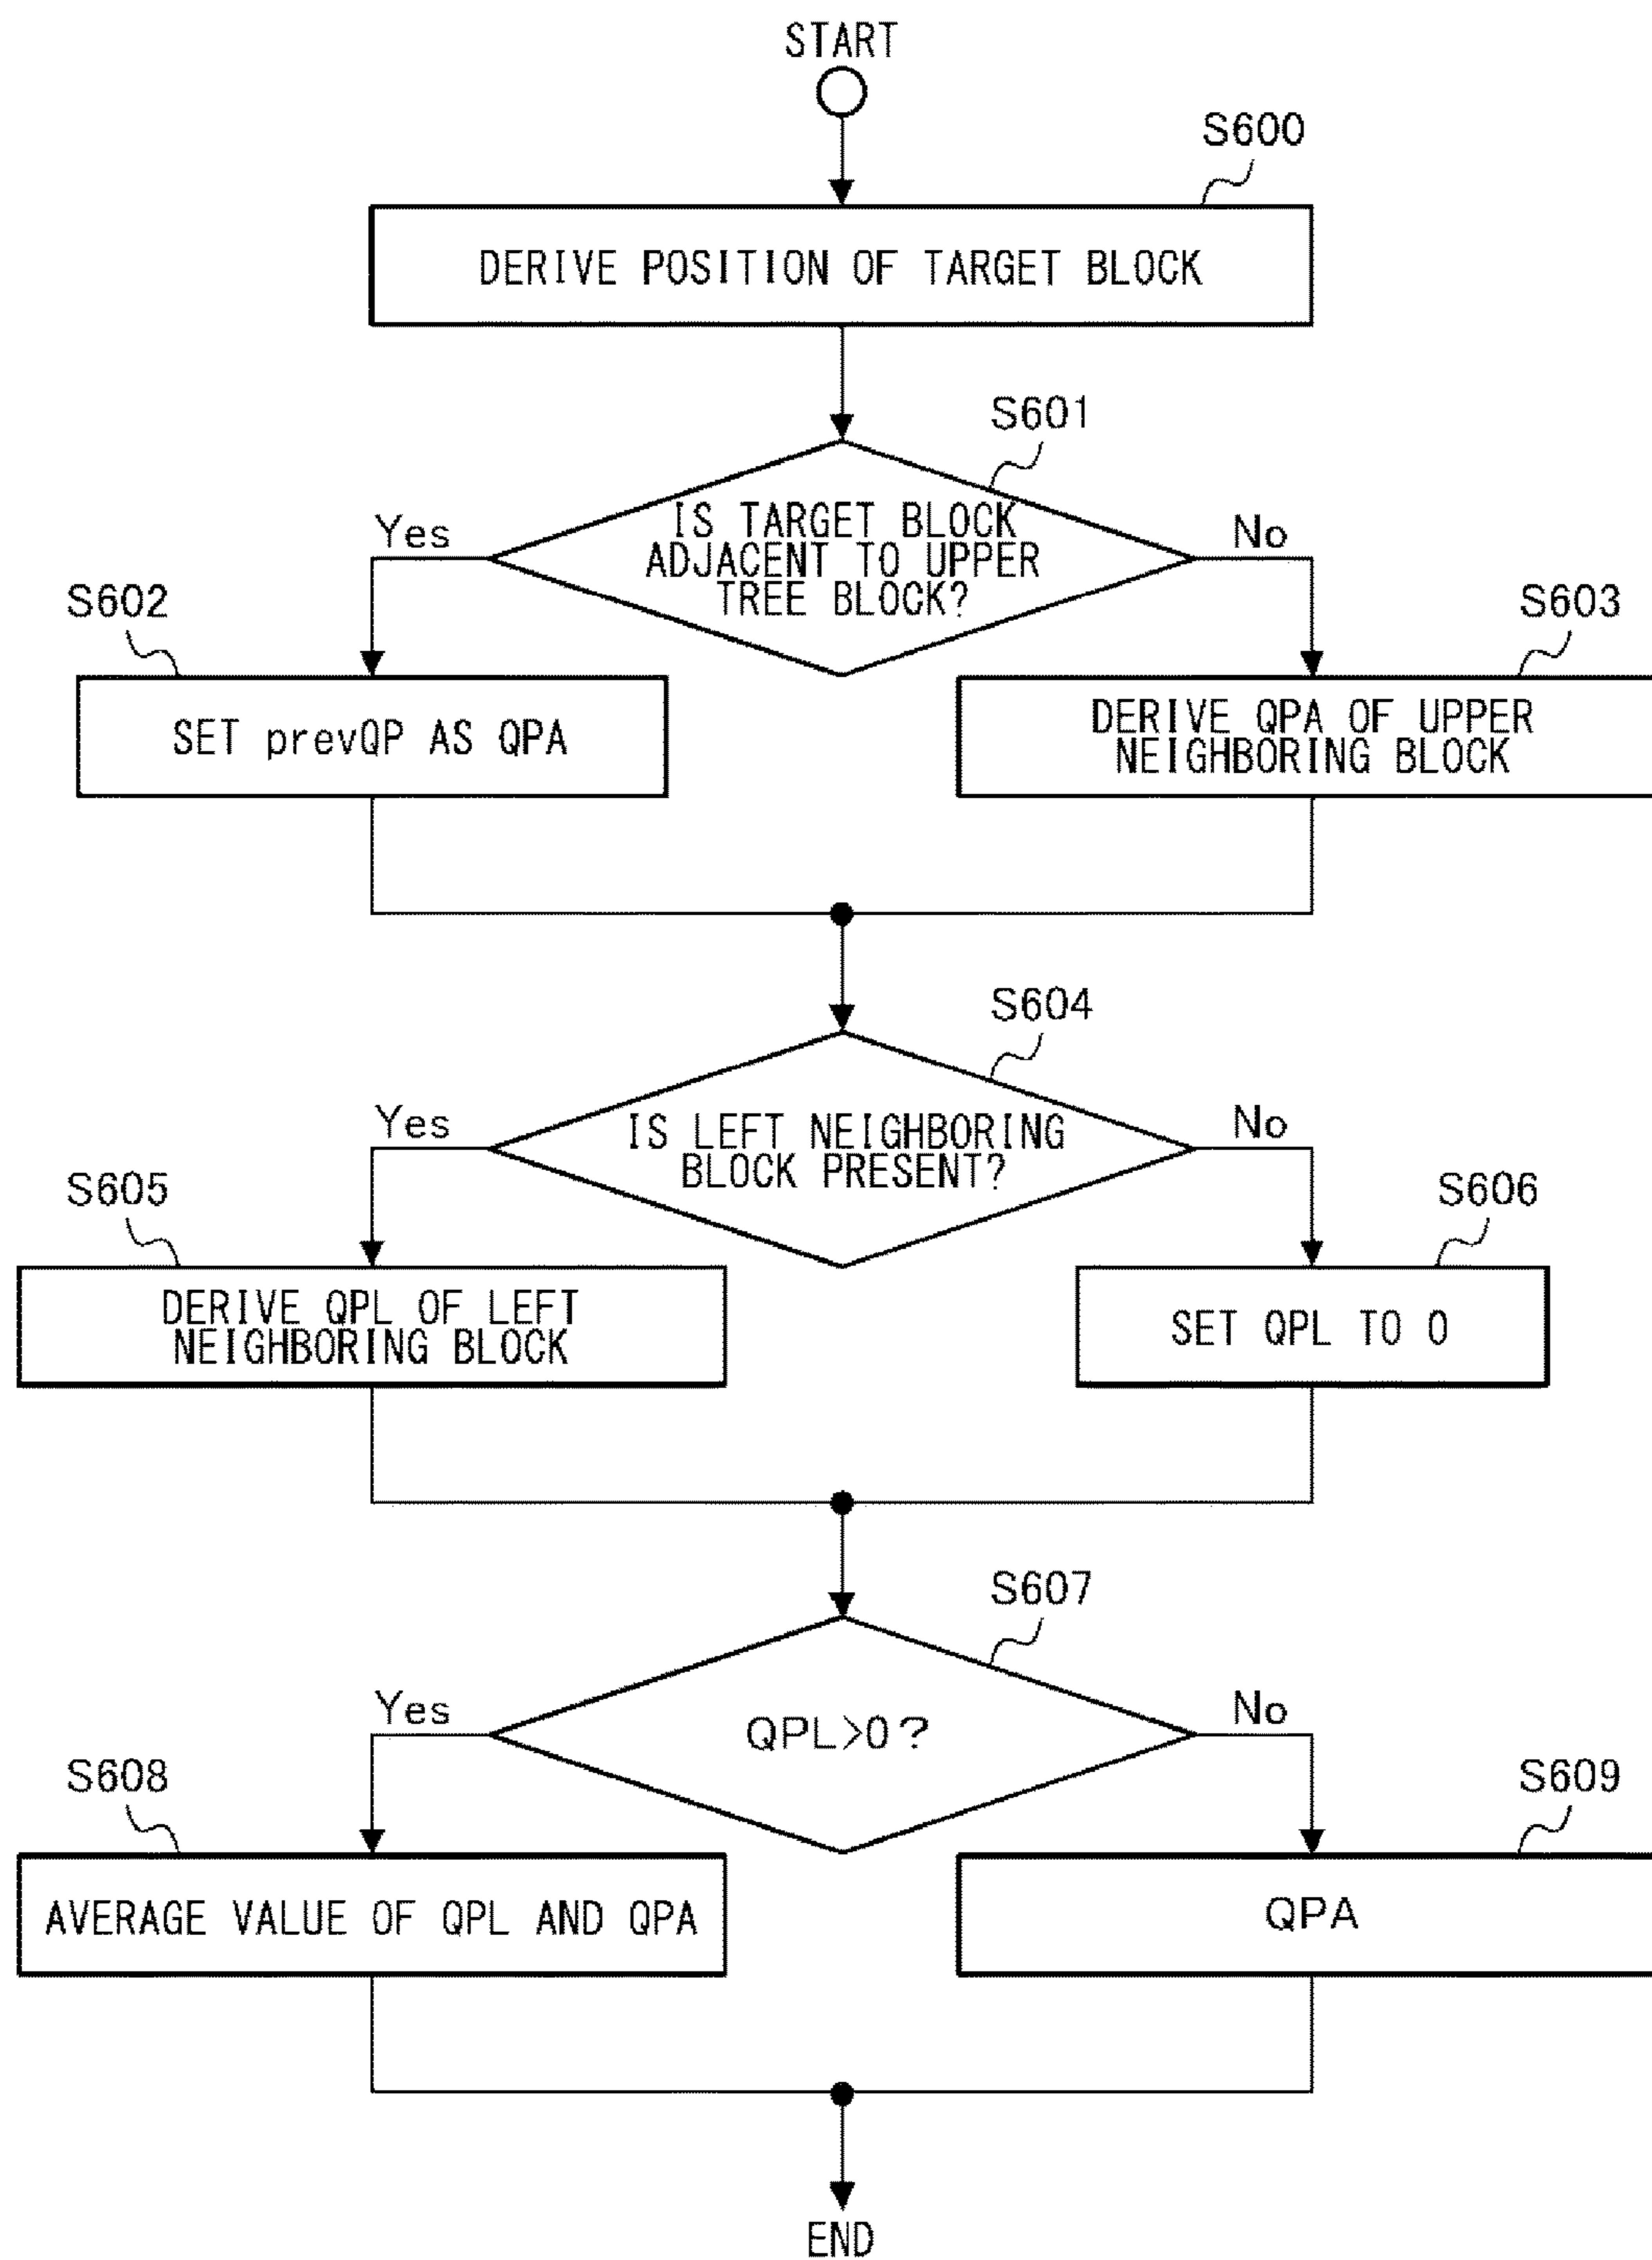 START
S600
DERIVE POSITION OF TARGET BLOCK
S601
IS TARGET BLOCK
ADJACENT TO UPPER
TREE BLOCK?
Yes
No
S602
S603
SET prevQP AS QPA
DERIVE QPA OF UPPER
NEIGHBORING BLOCK
S604
IS LEFT NEIGHBORING
BLOCK PRESENT?
Yes
No
S605
S606
DERIVE QPL OF LEFT
NEIGHBORING BLOCK
SET QPL TO 0
S607
QPL>0?
Yes
No
S608
S609
AVERAGE VALUE OF QPL AND QPA
QPA
END